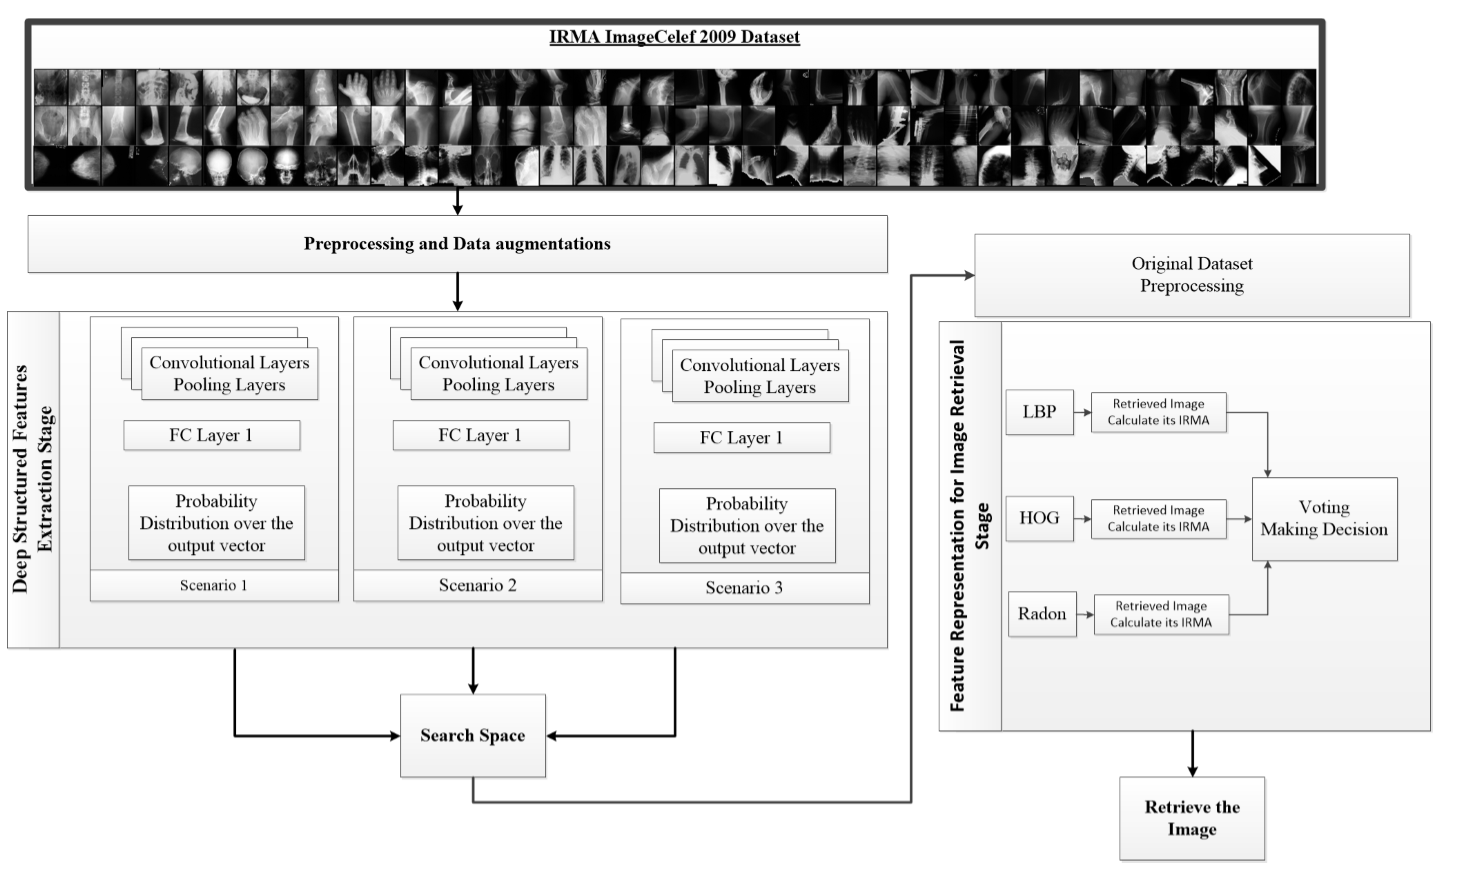 IRMA ImageCelef 2009 Dataset
Preprocessing and Data augmentations
Deep Structured Features
Extraction Stage
Convolutional Layers
Pooling Layers
FC Layer 1
Probability
Distribution over the
output vector
Scenario 1
Convolutional Layers
Pooling Layers
FC Layer 1
Probability
Distribution over the
output vector
Scenario 2
Convolutional Layers
Pooling Layers
FC Layer 1
Probability
Distribution over the
output vector
Scenario 3
Search Space
Original Dataset
Preprocessing
Feature Representation for Image Retrieval
Stage
LBP
Retrieved Image
Calculate its IRMA
HOG
Retrieved Image
Calculate its IRMA
Radon
Retrieved Image
Calculate its IRMA
Voting
Making Decision
Retrieve the
Image